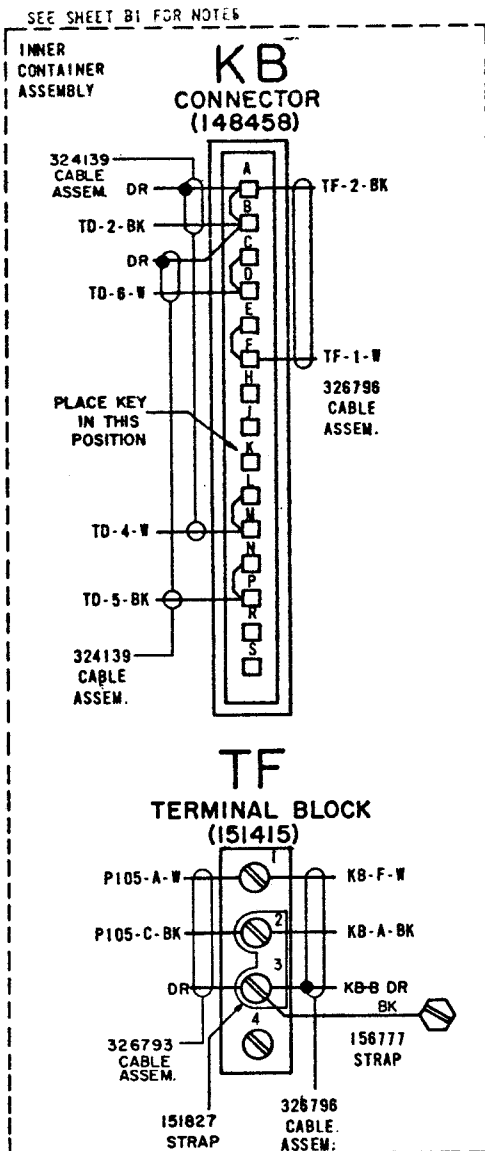 SEE SHEET B1 FOR NOTES
INNER
CONTAINER
ASSEMBLY
KB
CONNECTOR
(148458)
324139
CABLE
ASSEM.
DR
TD-2-BK
DR
TD-6-W
A
B
C
D
E
F
H
J
K
L
M
N
P
R
S
TF-2-BK
TF-1-W
326796
CABLE
ASSEM.
PLACE KEY
IN THIS
POSITION
TD-4-W
TD-5-BK
324139
CABLE
ASSEM.
TF
TERMINAL BLOCK
(151415)
P105-A-W
1
KB-F-W
P105-C-BK
2
KB-A-BK
DR
3
KB-B DR
BK
4
326793
CABLE
ASSEM.
156777
STRAP
151827
STRAP
326796
CABLE.
ASSEM: